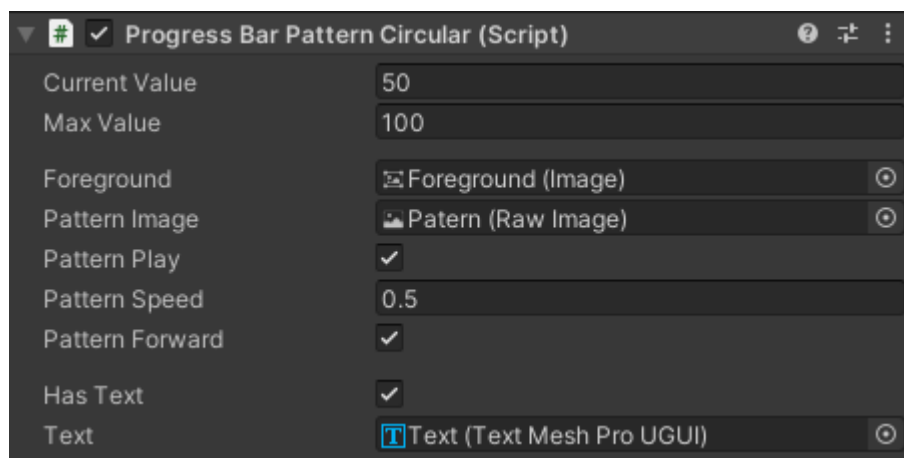 Progress Bar Pattern Circular (Script)
Current Value 50
Max Value 100
Foreground Foreground (Image)
Pattern Image Patern (Raw Image)
Pattern Play
Pattern Speed 0.5
Pattern Forward
Has Text
Text Text (Text Mesh Pro UGUI)